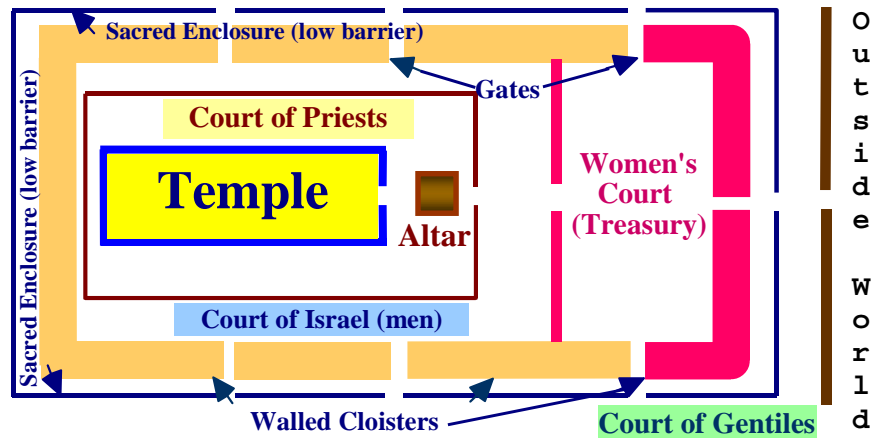 Sacred Enclosure (low barrier)
Sacred Enclosure (low barrier)
Gates
Court of Priests
Temple
Altar
Women's
Court
(Treasury)
Court of Israel (men)
Walled Cloisters
Court of Gentiles
Outside World